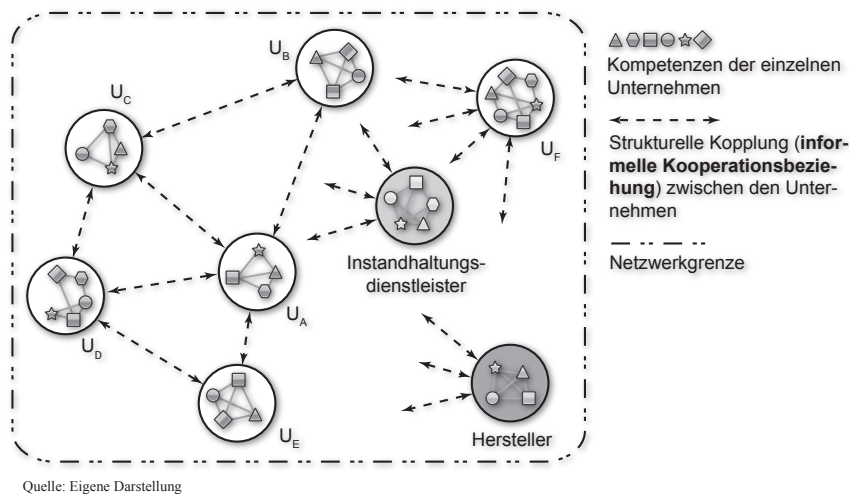 U_B
U_C
U_F
U_A
U_D
U_E
Instandhaltungs-
dienstleister
Hersteller
Kompetenzen der einzelnen
Unternehmen
Strukturelle Kopplung (infor-
melle Kooperationsbezie-
hung) zwischen den Unter-
nehmen
Netzwerkgrenze
Quelle: Eigene Darstellung